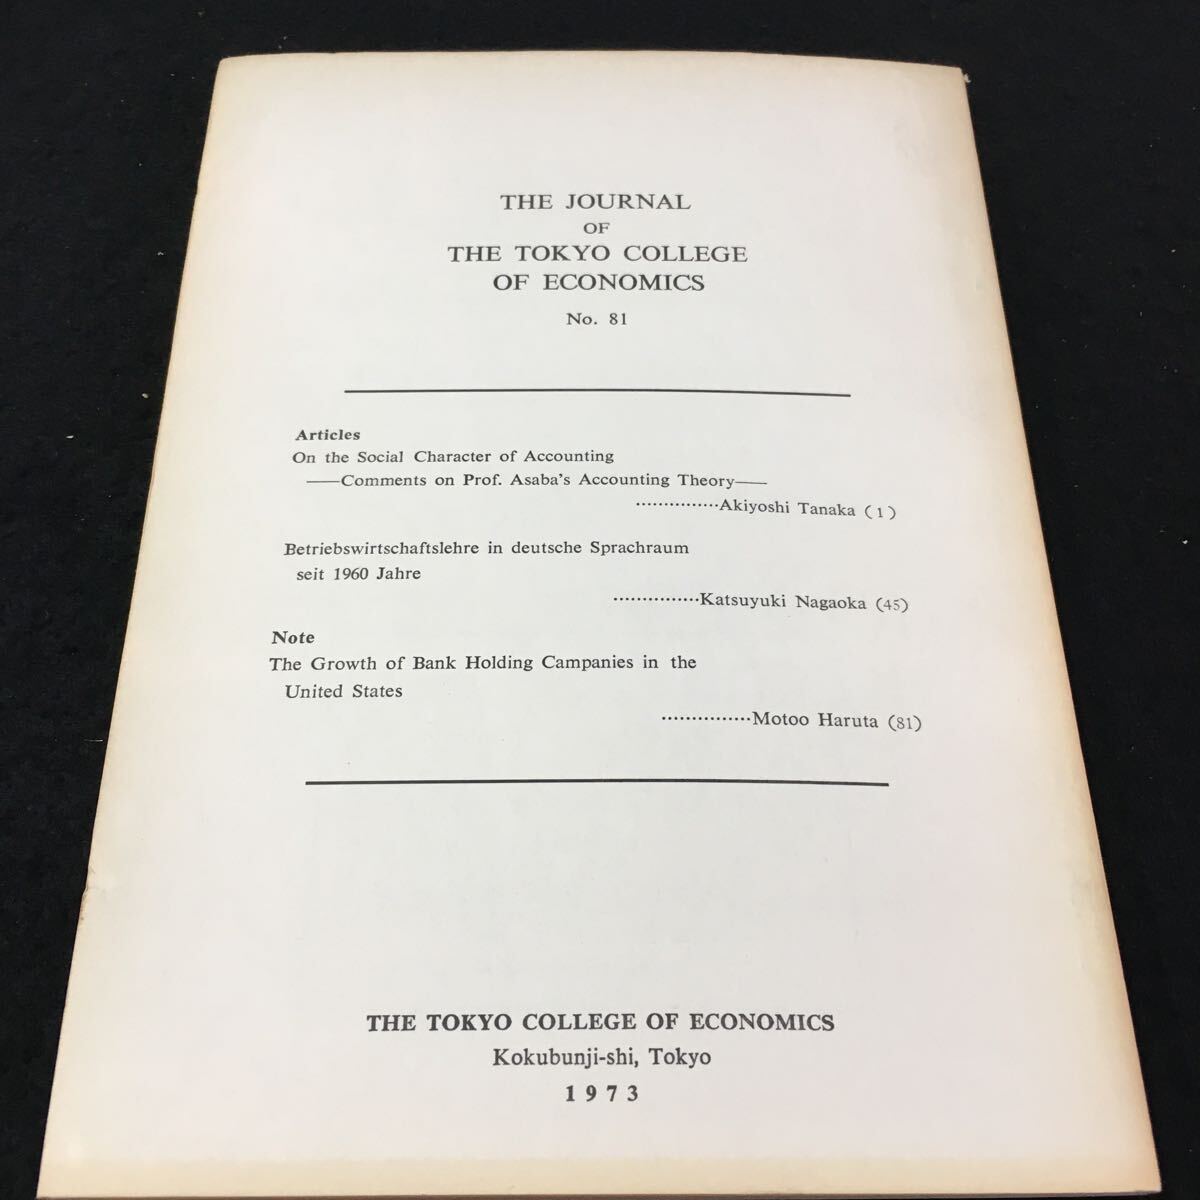 THE JOURNAL
OF
THE TOKYO COLLEGE
OF ECONOMICS
No. 81
Articles
On the Social Character of Accounting
——Comments on Prof. Asaba's Accounting Theory——
……………Akiyoshi Tanaka (1)
Betriebswirtschaftslehre in deutsche Sprachraum
seit 1960 Jahre
……………Katsuyuki Nagaoka (45)
Note
The Growth of Bank Holding Campanies in the
United States
……………Motoo Haruta (81)
THE TOKYO COLLEGE OF ECONOMICS
Kokubunji-shi, Tokyo
1973